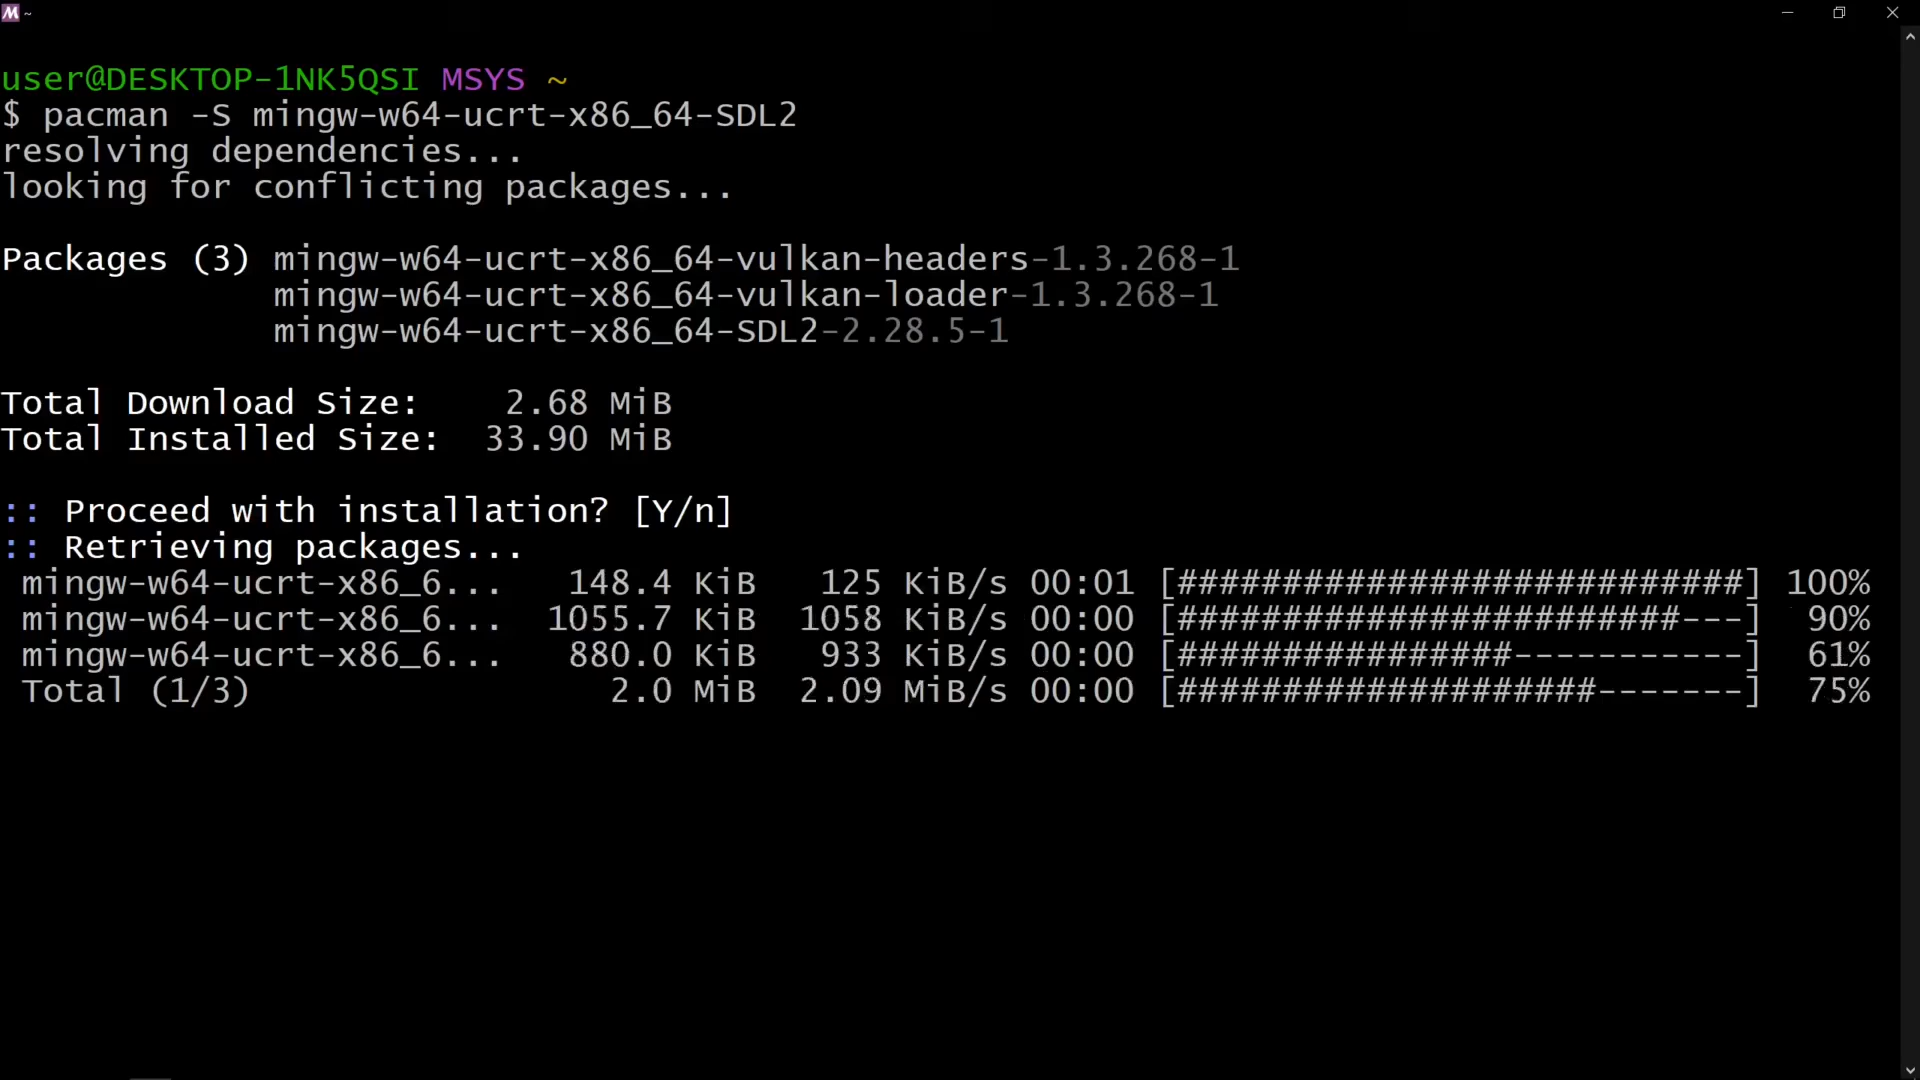 M ~
user@DESKTOP-1NK5QSI MSYS ~
$ pacman -S mingw-w64-ucrt-x86_64-SDL2
resolving dependencies...
looking for conflicting packages...
Packages (3) mingw-w64-ucrt-x86_64-vulkan-headers-1.3.268-1
mingw-w64-ucrt-x86_64-vulkan-loader-1.3.268-1
mingw-w64-ucrt-x86_64-SDL2-2.28.5-1
Total Download Size:    2.68 MiB
Total Installed Size:  33.90 MiB
:: Proceed with installation? [Y/n]
:: Retrieving packages...
mingw-w64-ucrt-x86_6...   148.4 KiB   125 KiB/s 00:01 [###########################] 100%
mingw-w64-ucrt-x86_6...  1055.7 KiB  1058 KiB/s 00:00 [########################---]  90%
mingw-w64-ucrt-x86_6...   880.0 KiB   933 KiB/s 00:00 [################-----------]  61%
Total (1/3)                 2.0 MiB  2.09 MiB/s 00:00 [####################-------]  75%